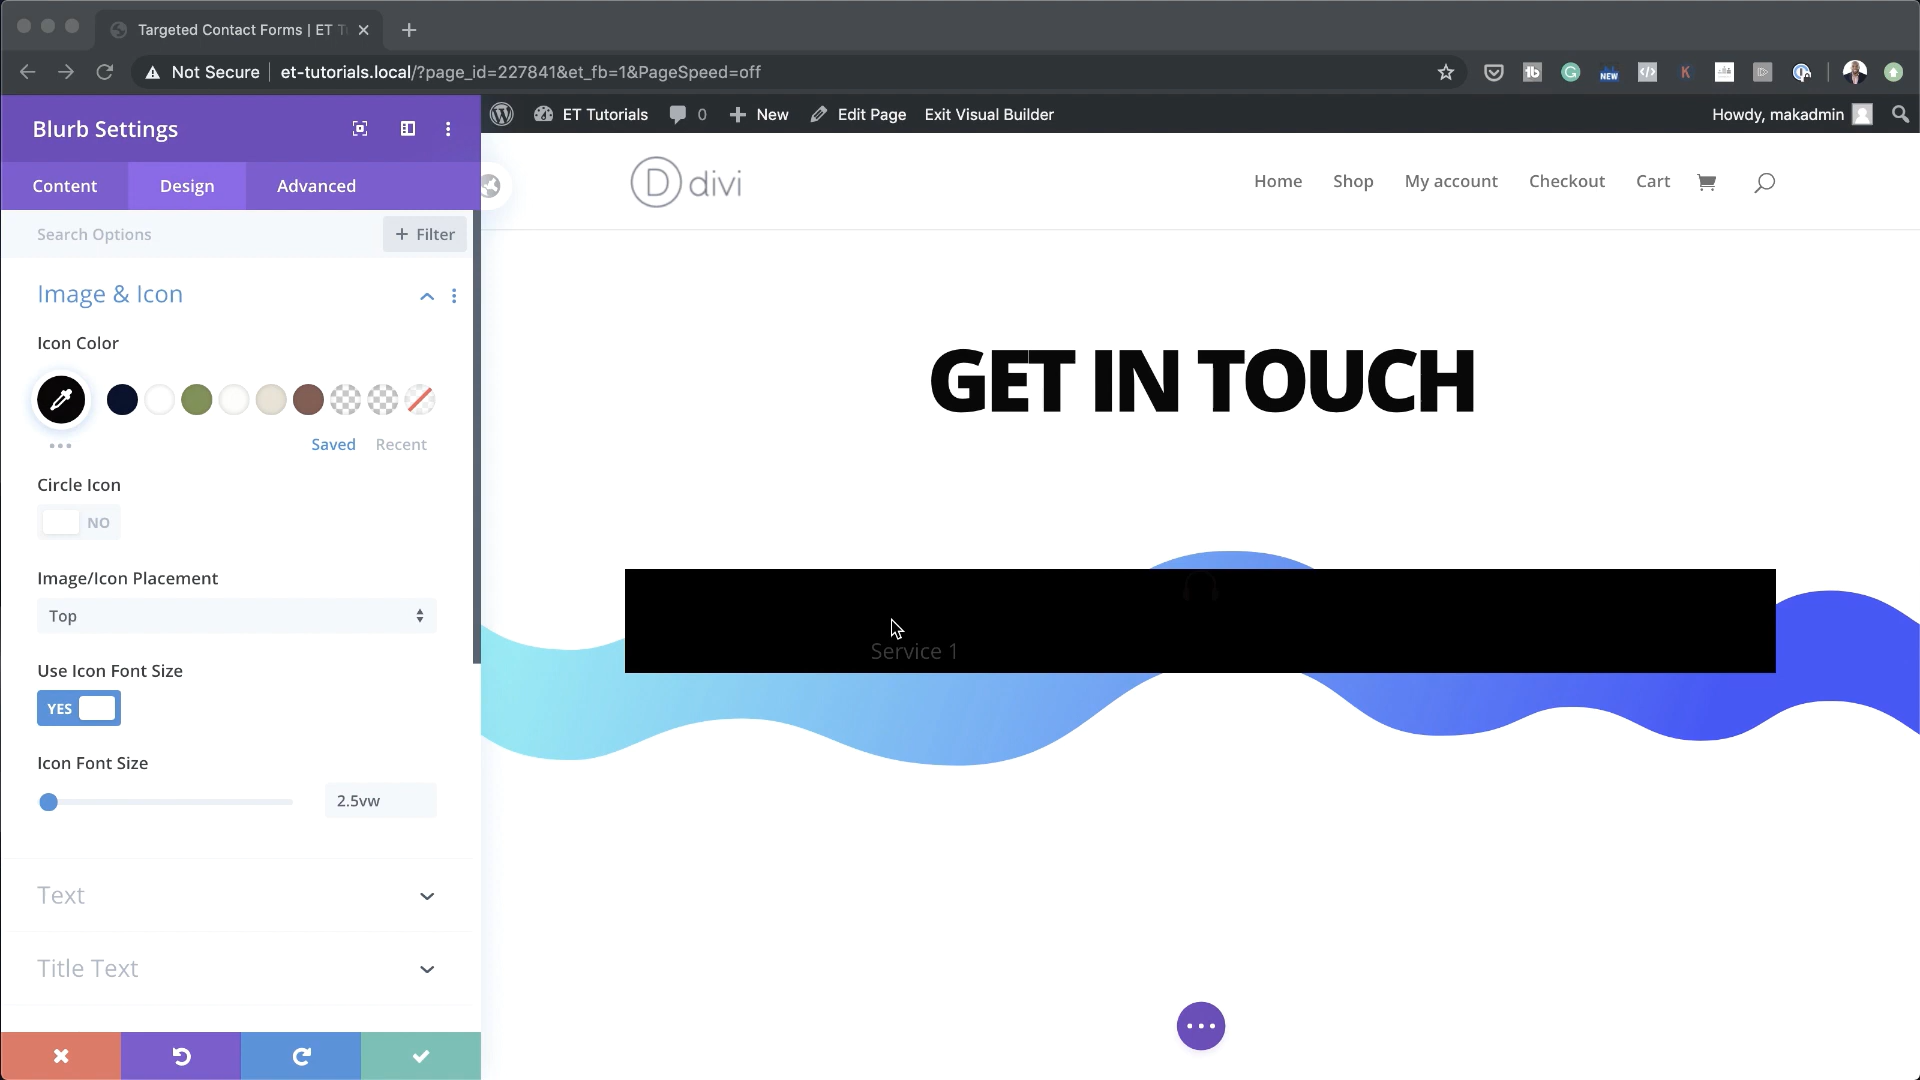 Targeted Contact Forms | ET T
Not Secure
et-tutorials.local/?page_id=227841&et_fb=1&PageSpeed=off
Blurb Settings
ET Tutorials
0
New
Edit Page
Exit Visual Builder
Howdy, makadmin
Content
Design
Advanced
D divi
Home
Shop
My account
Checkout
Cart
Search Options
+ Filter
Image & Icon
Icon Color
Saved
Recent
Circle Icon
NO
Image/Icon Placement
Top
Use Icon Font Size
YES
Icon Font Size
2.5vw
Text
Title Text
GET IN TOUCH
Service 1